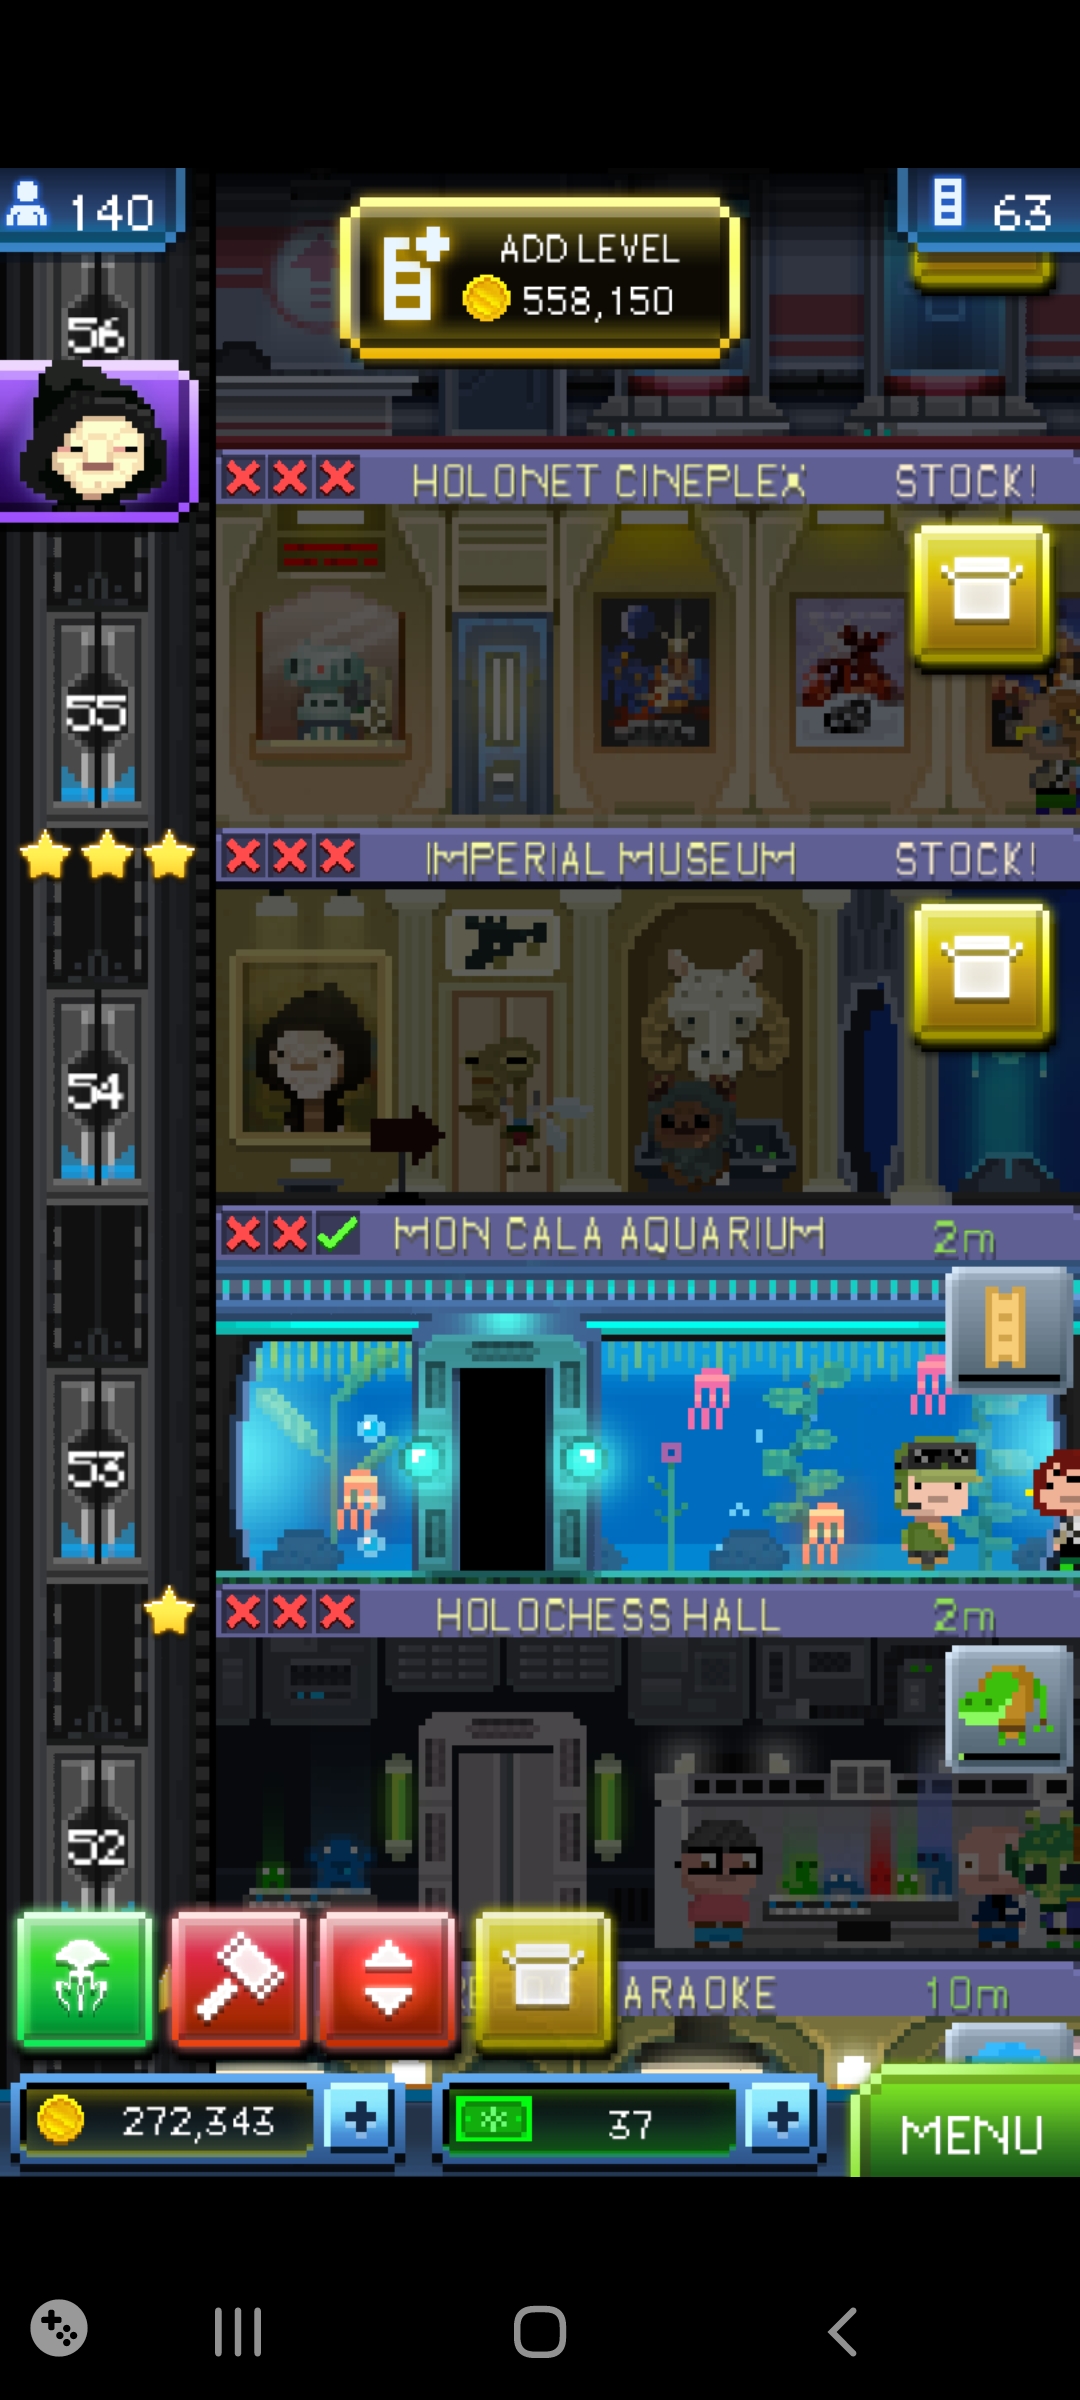 140
ADD LEVEL
558,150
63
56
HOLONET CINEPLEX
STOCK!
55
IMPERIAL MUSEUM
STOCK!
54
MON CALA AQUARIUM
2m
53
HOLOCHESS HALL
2m
52
ARAOKE
10m
272,343
37
MENU